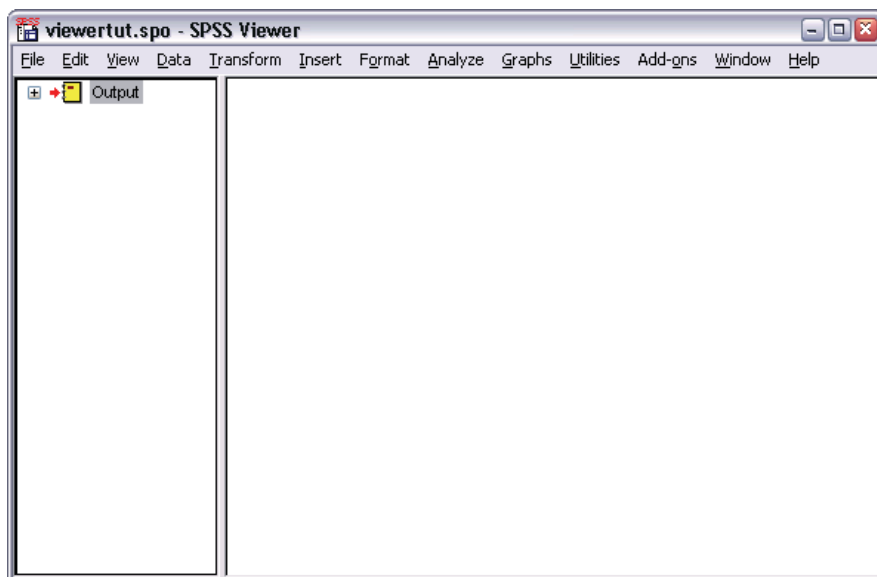 SPSS
viewertut.spo - SPSS Viewer
File Edit View Data Transform Insert Format Analyze Graphs Utilities Add-ons Window Help
Output